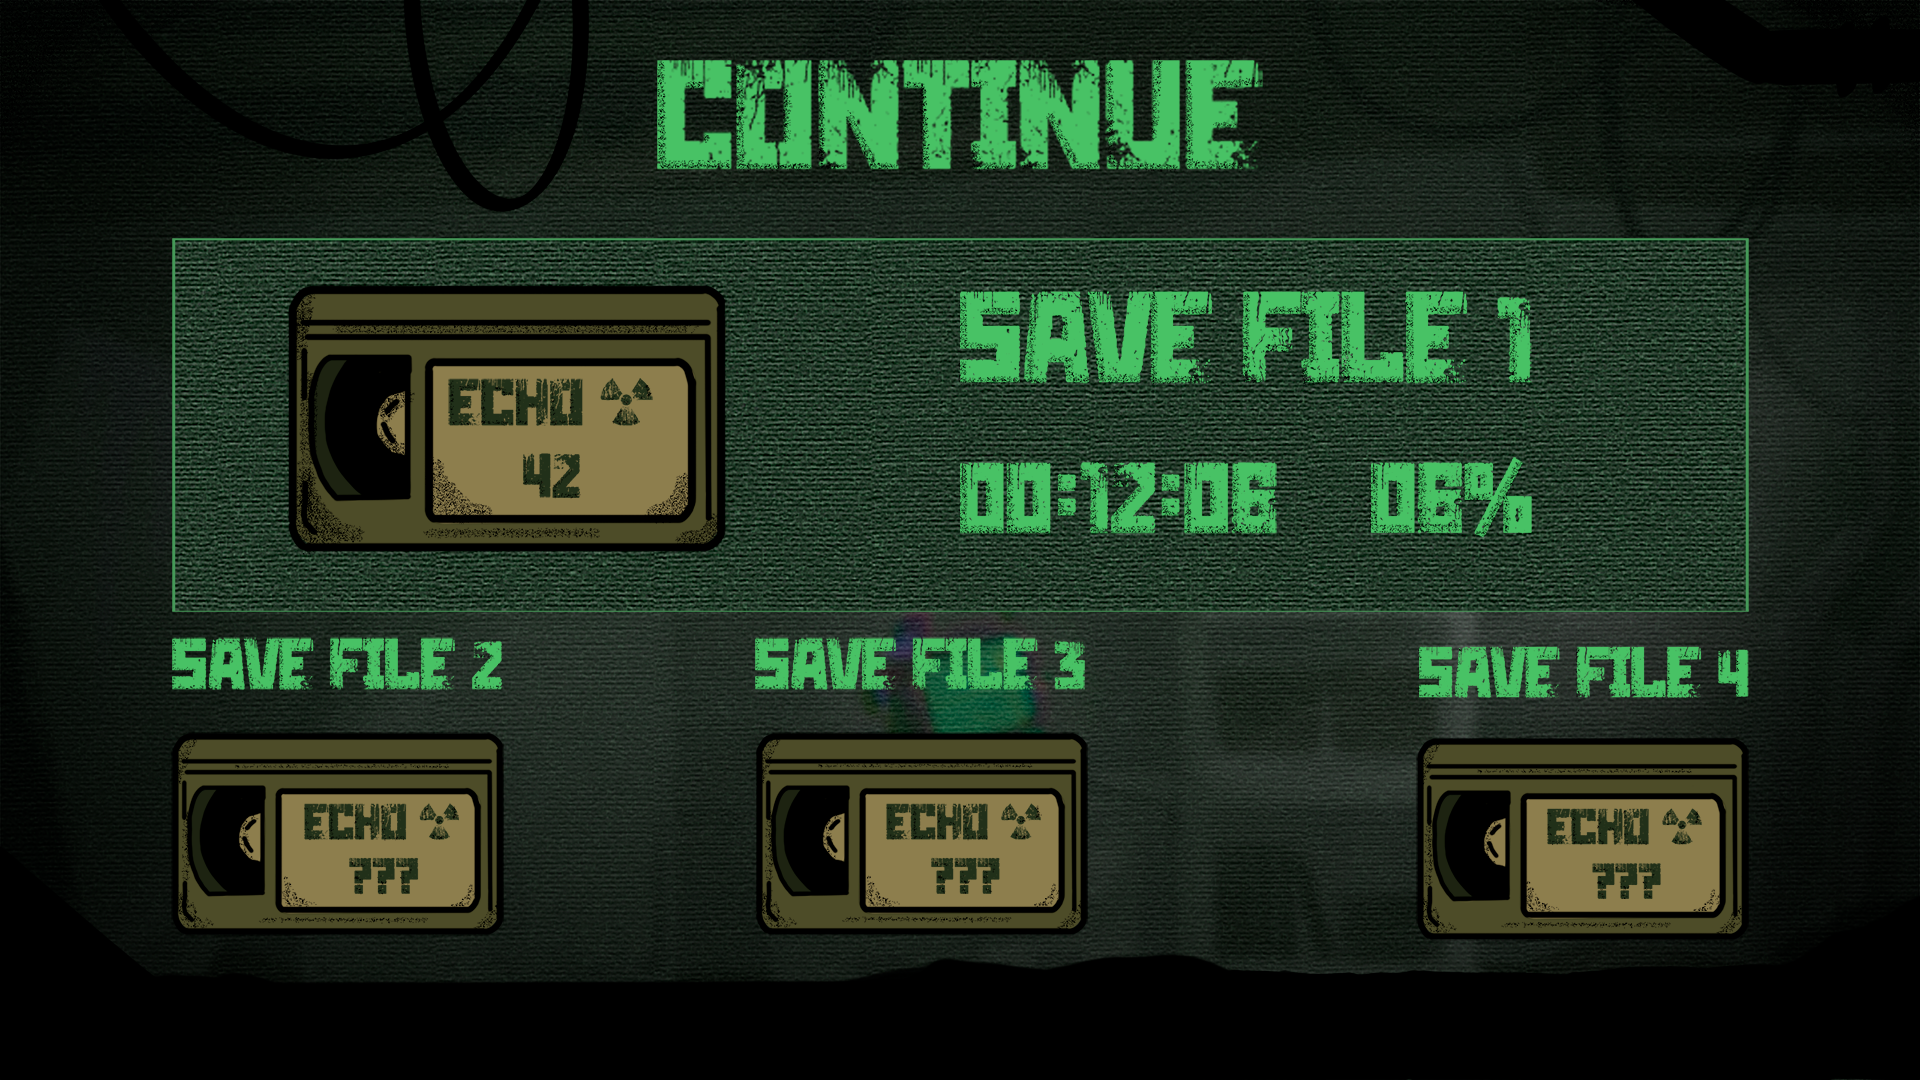 CONTINUE
SAVE FILE 1
ECHO
42
00:12:06 06%
SAVE FILE 2
SAVE FILE 3
SAVE FILE 4
ECHO
???
ECHO
???
ECHO
???